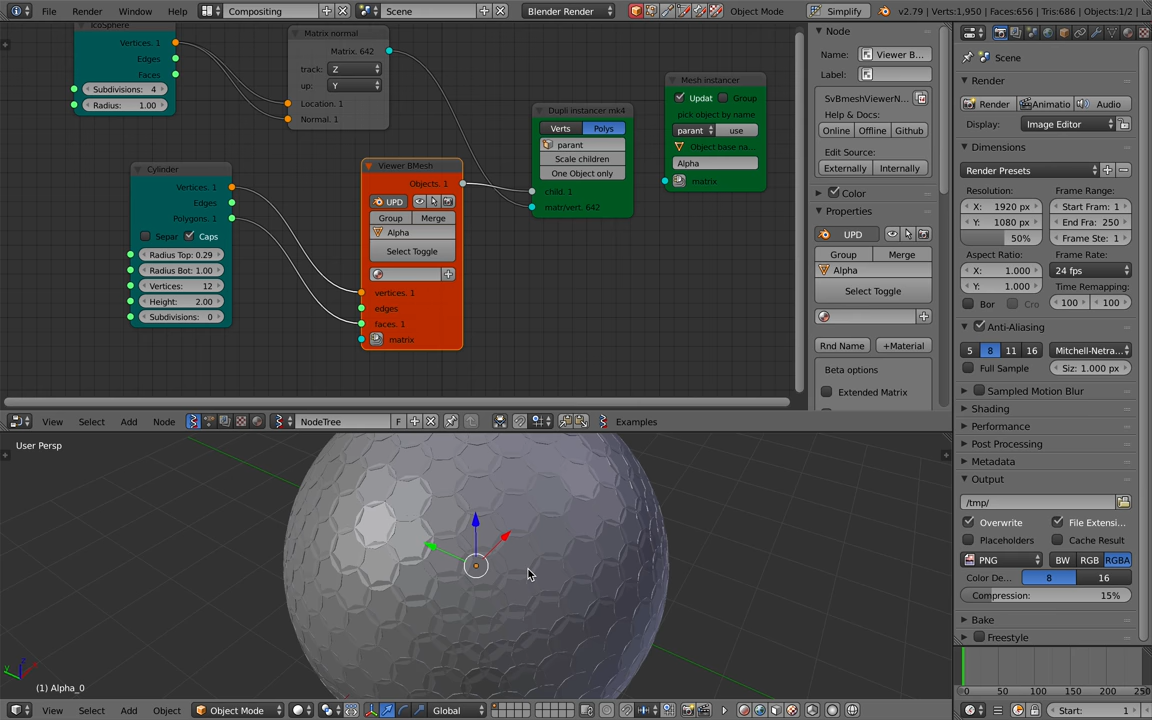 File
Render
Window
Help
Compositing
Scene
Blender Render
Object Mode
Simplify
v2.79 | Verts:1,950 | Faces:656 | Tris:686 | Objects:1/2 | La
IcoSphere
Vertices. 1
Edges
Faces
Subdivisions: 4
Radius: 1.00
Matrix normal
Matrix. 642
track: Z
up: Y
Location. 1
Normal. 1
Cylinder
Vertices. 1
Edges
Polygons. 1
Separ
Caps
Radius Top: 0.29
Radius Bot: 1.00
Vertices: 12
Height: 2.00
Subdivisions: 0
Viewer BMesh
Objects. 1
UPD
Group
Merge
Alpha
Select Toggle
vertices. 1
edges
faces. 1
matrix
Dupli instancer mk4
Verts
Polys
parant
Scale children
One Object only
child. 1
matr/vert. 642
Mesh instancer
Updat
Group
pick object by name
parant
use
Object base na...
Alpha
matrix
Node
Name: Viewer B...
Label:
SvBmeshViewerN...
Help & Docs:
Online
Offline
Github
Edit Source:
Externally
Internally
Color
Properties
UPD
Group
Merge
Alpha
Select Toggle
Rnd Name
+Material
Beta options
Extended Matrix
Scene
Render
Render
Animatio
Audio
Display:
Image Editor
Dimensions
Render Presets
Resolution:
Frame Range:
X: 1920 px
Start Fram: 1
Y: 1080 px
End Fra: 250
50%
Frame Ste: 1
Aspect Ratio:
Frame Rate:
X: 1.000
24 fps
Y: 1.000
Time Remapping:
Bor
Cro
100
100
Anti-Aliasing
5
8
11
16
Mitchell-Netra...
Full Sample
Siz: 1.000 px
Sampled Motion Blur
Shading
Performance
Post Processing
Metadata
Output
/tmp/
Overwrite
File Extensi...
Placeholders
Cache Result
PNG
BW
RGB
RGBA
Color De...
8
16
Compression: 15%
Bake
Freestyle
View
Select
Add
Node
NodeTree
F
Examples
User Persp
(1) Alpha_0
View
Select
Add
Object
Object Mode
Global
0
50
100
150
200
250
Start: 1